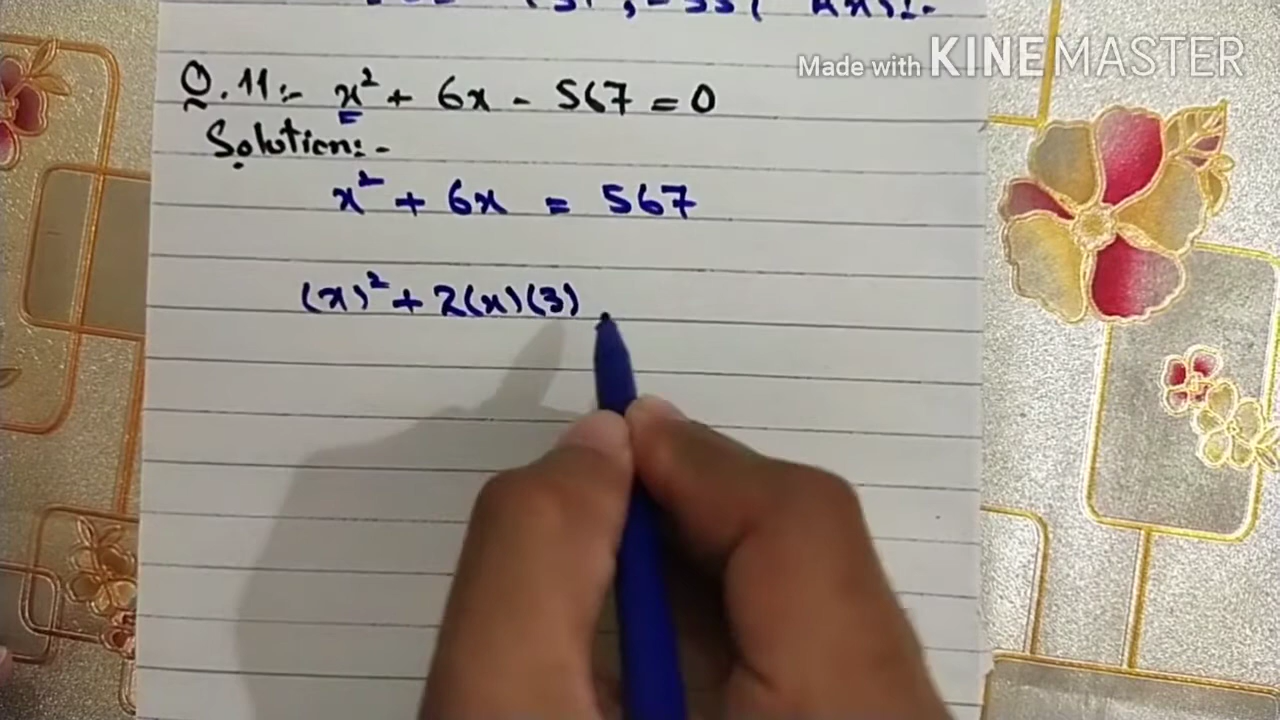 Made with KINEMASTER
Q.11:- x² + 6x - 567 = 0
Solution:-
x² + 6x = 567
(x)² + 2(x)(3)